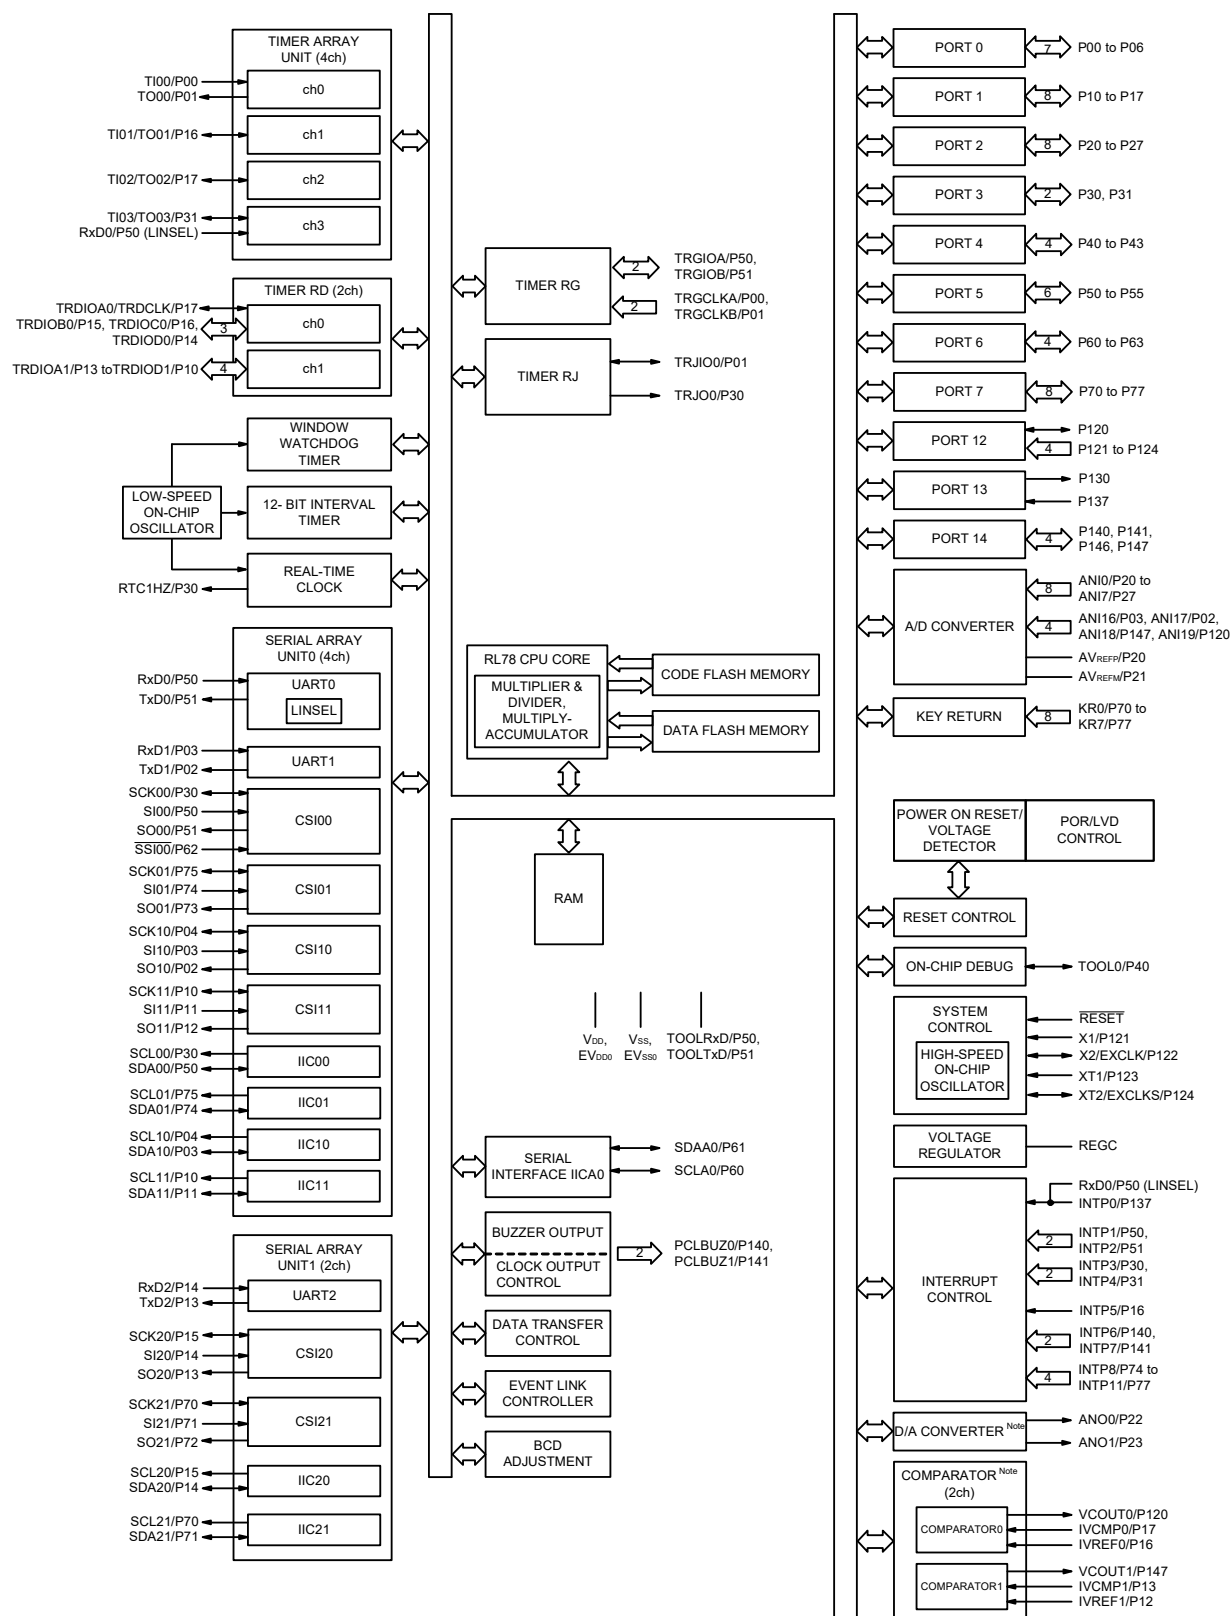 TIMER ARRAY
UNIT (4ch)
TI00/P00
TO00/P01
ch0
TI01/TO01/P16
ch1
TI02/TO02/P17
ch2
TI03/TO03/P31
RxD0/P50 (LINSEL)
ch3
TIMER RD (2ch)
TRDIOA0/TRDCLK/P17
TRDIOB0/P15, TRDIOC0/P16,
TRDIOD0/P14
3
ch0
TRDIOA1/P13 toTRDIOD1/P10
4
ch1
WINDOW
WATCHDOG
TIMER
LOW-SPEED
ON-CHIP
OSCILLATOR
12- BIT INTERVAL
TIMER
RTC1HZ/P30
REAL-TIME
CLOCK
SERIAL ARRAY
UNIT0 (4ch)
RxD0/P50
TxD0/P51
UART0
LINSEL
RxD1/P03
TxD1/P02
UART1
SCK00/P30
SI00/P50
SO00/P51
SSI00/P62
CSI00
SCK01/P75
SI01/P74
SO01/P73
CSI01
SCK10/P04
SI10/P03
SO10/P02
CSI10
SCK11/P10
SI11/P11
SO11/P12
CSI11
SCL00/P30
SDA00/P50
IIC00
SCL01/P75
SDA01/P74
IIC01
SCL10/P04
SDA10/P03
IIC10
SCL11/P10
SDA11/P11
IIC11
SERIAL ARRAY
UNIT1 (2ch)
RxD2/P14
TxD2/P13
UART2
SCK20/P15
SI20/P14
SO20/P13
CSI20
SCK21/P70
SI21/P71
SO21/P72
CSI21
SCL20/P15
SDA20/P14
IIC20
SCL21/P70
SDA21/P71
IIC21
TIMER RG
2
TRGIOA/P50,
TRGIOB/P51
2
TRGCLKA/P00,
TRGCLKB/P01
TIMER RJ
TRJIO0/P01
TRJO0/P30
RL78 CPU CORE
MULTIPLIER &
DIVIDER,
MULTIPLY-
ACCUMULATOR
CODE FLASH MEMORY
DATA FLASH MEMORY
RAM
VDD,
EVDD0
VSS,
EVSS0
TOOLRxD/P50,
TOOLTxD/P51
SERIAL
INTERFACE IICA0
SDAA0/P61
SCLA0/P60
BUZZER OUTPUT
CLOCK OUTPUT
CONTROL
2
PCLBUZ0/P140,
PCLBUZ1/P141
DATA TRANSFER
CONTROL
EVENT LINK
CONTROLLER
BCD
ADJUSTMENT
PORT 0
7
P00 to P06
PORT 1
8
P10 to P17
PORT 2
8
P20 to P27
PORT 3
2
P30, P31
PORT 4
4
P40 to P43
PORT 5
6
P50 to P55
PORT 6
4
P60 to P63
PORT 7
8
P70 to P77
PORT 12
P120
4
P121 to P124
PORT 13
P130
P137
PORT 14
4
P140, P141,
P146, P147
A/D CONVERTER
8
ANI0/P20 to
ANI7/P27
4
ANI16/P03, ANI17/P02,
ANI18/P147, ANI19/P120
AVREFP/P20
AVREFM/P21
KEY RETURN
8
KR0/P70 to
KR7/P77
POWER ON RESET/
VOLTAGE
DETECTOR
POR/LVD
CONTROL
RESET CONTROL
ON-CHIP DEBUG
TOOL0/P40
SYSTEM
CONTROL
HIGH-SPEED
ON-CHIP
OSCILLATOR
RESET
X1/P121
X2/EXCLK/P122
XT1/P123
XT2/EXCLKS/P124
VOLTAGE
REGULATOR
REGC
INTERRUPT
CONTROL
RxD0/P50 (LINSEL)
INTP0/P137
2
INTP1/P50,
INTP2/P51
2
INTP3/P30,
INTP4/P31
INTP5/P16
2
INTP6/P140,
INTP7/P141
4
INTP8/P74 to
INTP11/P77
D/A CONVERTER Note
ANO0/P22
ANO1/P23
COMPARATOR Note
(2ch)
COMPARATOR0
VCOUT0/P120
IVCMP0/P17
IVREF0/P16
COMPARATOR1
VCOUT1/P147
IVCMP1/P13
IVREF1/P12